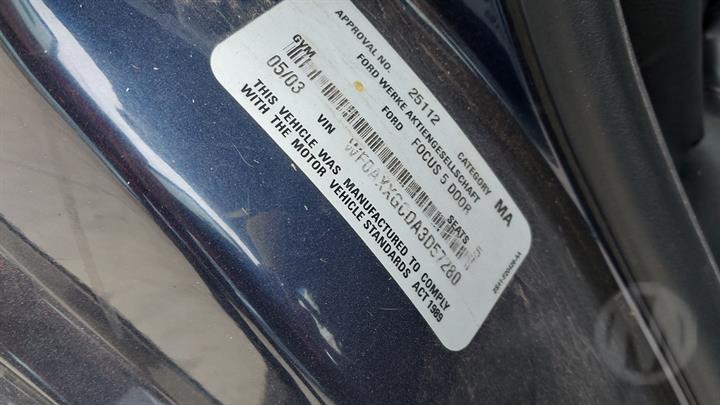 APPROVAL NO. 25112 CATEGORY MA
FORD WERKE AKTIENGESELLSCHAFT
FORD FOCUS 5 DOOR
05/03 SEATS 5
VIN
THIS VEHICLE WAS MANUFACTURED TO COMPLY
WITH THE MOTOR VEHICLE STANDARDS ACT 1989